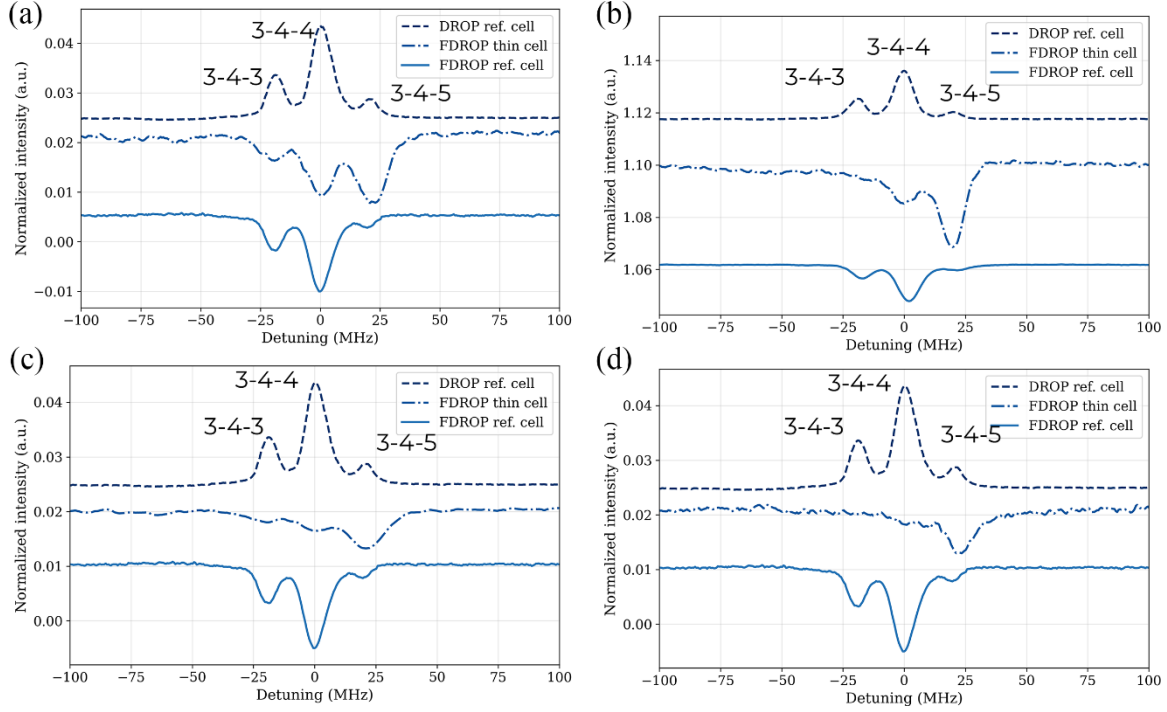 (a)
Normalized intensity (a.u.)
0.04
0.03
0.02
0.01
0.00
−0.01
3-4-4
3-4-3
3-4-5
DROP ref. cell
FDROP thin cell
FDROP ref. cell
−100 −75 −50 −25 0 25 50 75 100
Detuning (MHz)
(b)
Normalized intensity (a.u.)
1.14
1.12
1.10
1.08
1.06
3-4-4
3-4-3
3-4-5
DROP ref. cell
FDROP thin cell
FDROP ref. cell
−100 −75 −50 −25 0 25 50 75 100
Detuning (MHz)
(c)
Normalized intensity (a.u.)
0.04
0.03
0.02
0.01
0.00
3-4-4
3-4-3
3-4-5
DROP ref. cell
FDROP thin cell
FDROP ref. cell
−100 −75 −50 −25 0 25 50 75 100
Detuning (MHz)
(d)
Normalized intensity (a.u.)
0.04
0.03
0.02
0.01
0.00
3-4-4
3-4-3
3-4-5
DROP ref. cell
FDROP thin cell
FDROP ref. cell
−100 −75 −50 −25 0 25 50 75 100
Detuning (MHz)